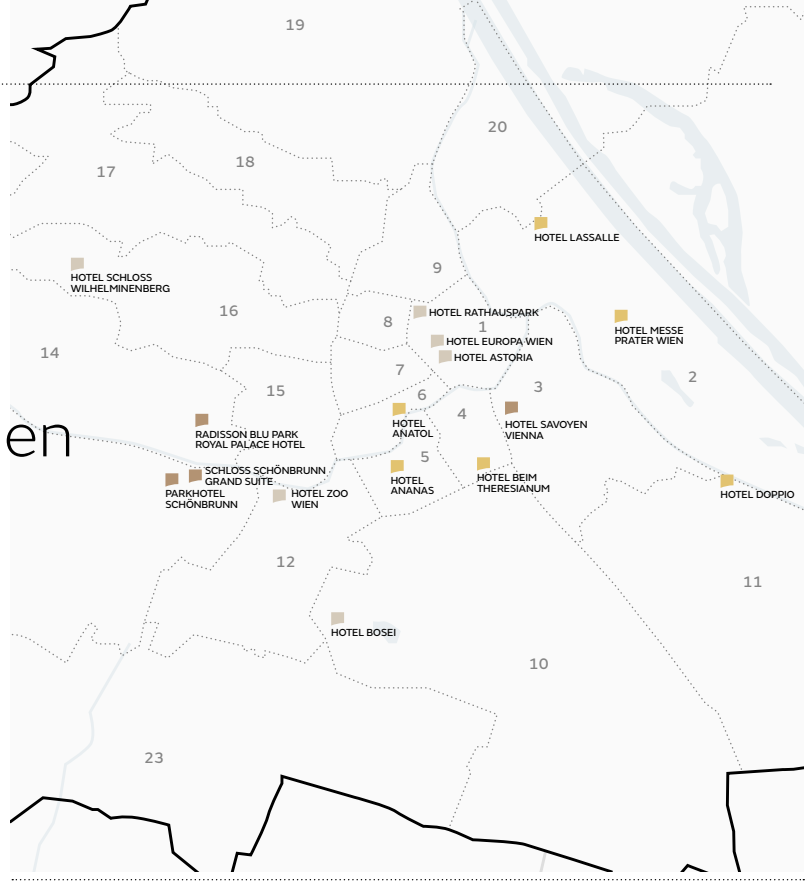 19
20
18
17
HOTEL LASSALLE
9
HOTEL SCHLOSS
WILHELMINENBERG
16
HOTEL RATHAUSPARK
8
1
HOTEL MESSE
PRATER WIEN
HOTEL EUROPA WIEN
14
HOTEL ASTORIA
7
2
15
6
3
4
HOTEL
ANATOL
HOTEL SAVOYEN
VIENNA
en
RADISSON BLU PARK
ROYAL PALACE HOTEL
5
SCHLOSS SCHÖNBRUNN
GRAND SUITE
HOTEL
ANANAS
HOTEL BEIM
THERESIANUM
PARKHOTEL
SCHÖNBRUNN
HOTEL ZOO
WIEN
HOTEL DOPPIO
12
11
HOTEL BOSEI
10
23